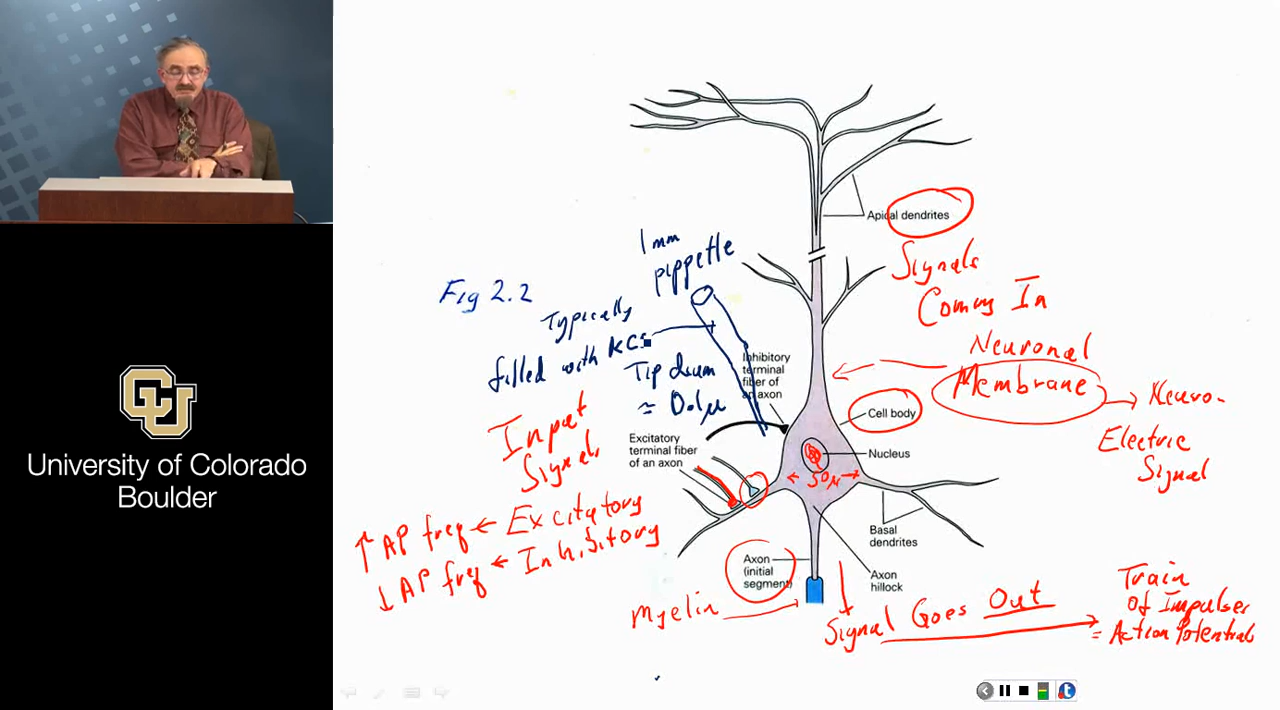 University of Colorado
Boulder
Fig 2.2
1 mm
pippette
Typically
filled with KCl
Tip diam
≈ 0.1μ
Input
Signals
↑ AP freq ← Excitatory
↓ AP freq ← Inhibitory
Excitatory
terminal fiber
of an axon
Inhibitory
terminal
fiber of
an axon
Apical dendrites
Signals
Coming In
Neuronal
Membrane → Neuro-
Electric
Signal
Cell body
Nucleus
50μ
Basal
dendrites
Axon
(initial
segment)
Axon
hillock
Myelin
Signal Goes Out
Train
Of Impulses
= Action Potential